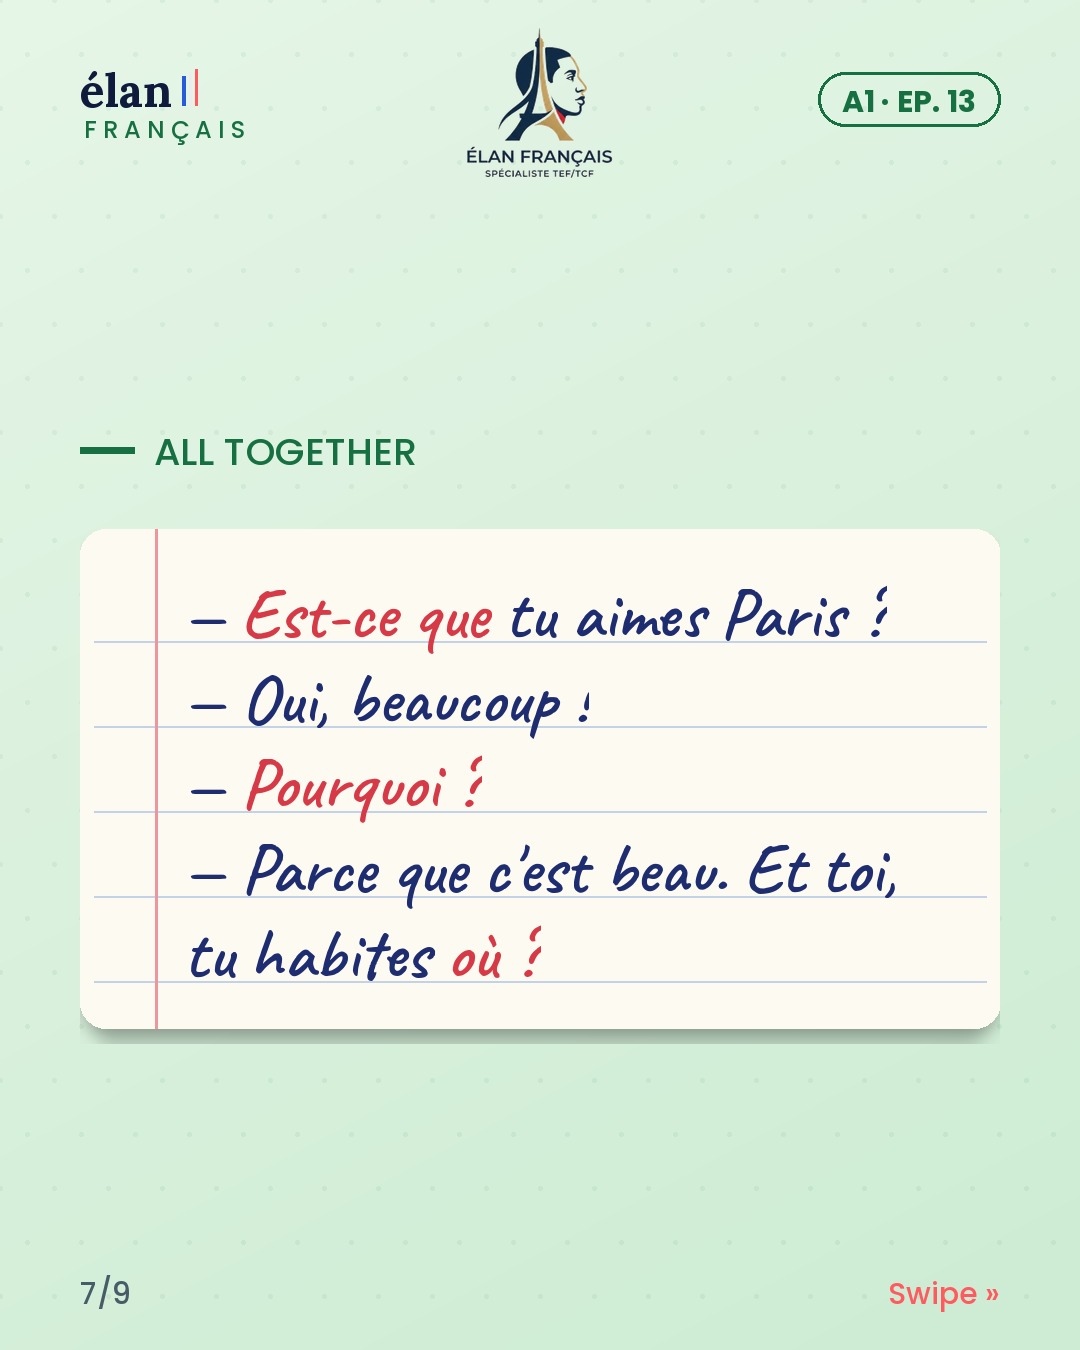 élan
FRANÇAIS
ÉLAN FRANÇAIS
SPÉCIALISTE TEF/TCF
A1 · EP. 13
ALL TOGETHER
– Est-ce que tu aimes Paris ?
– Oui, beaucoup !
– Pourquoi ?
– Parce que c'est beau. Et toi,
tu habites où ?
7/9
Swipe »